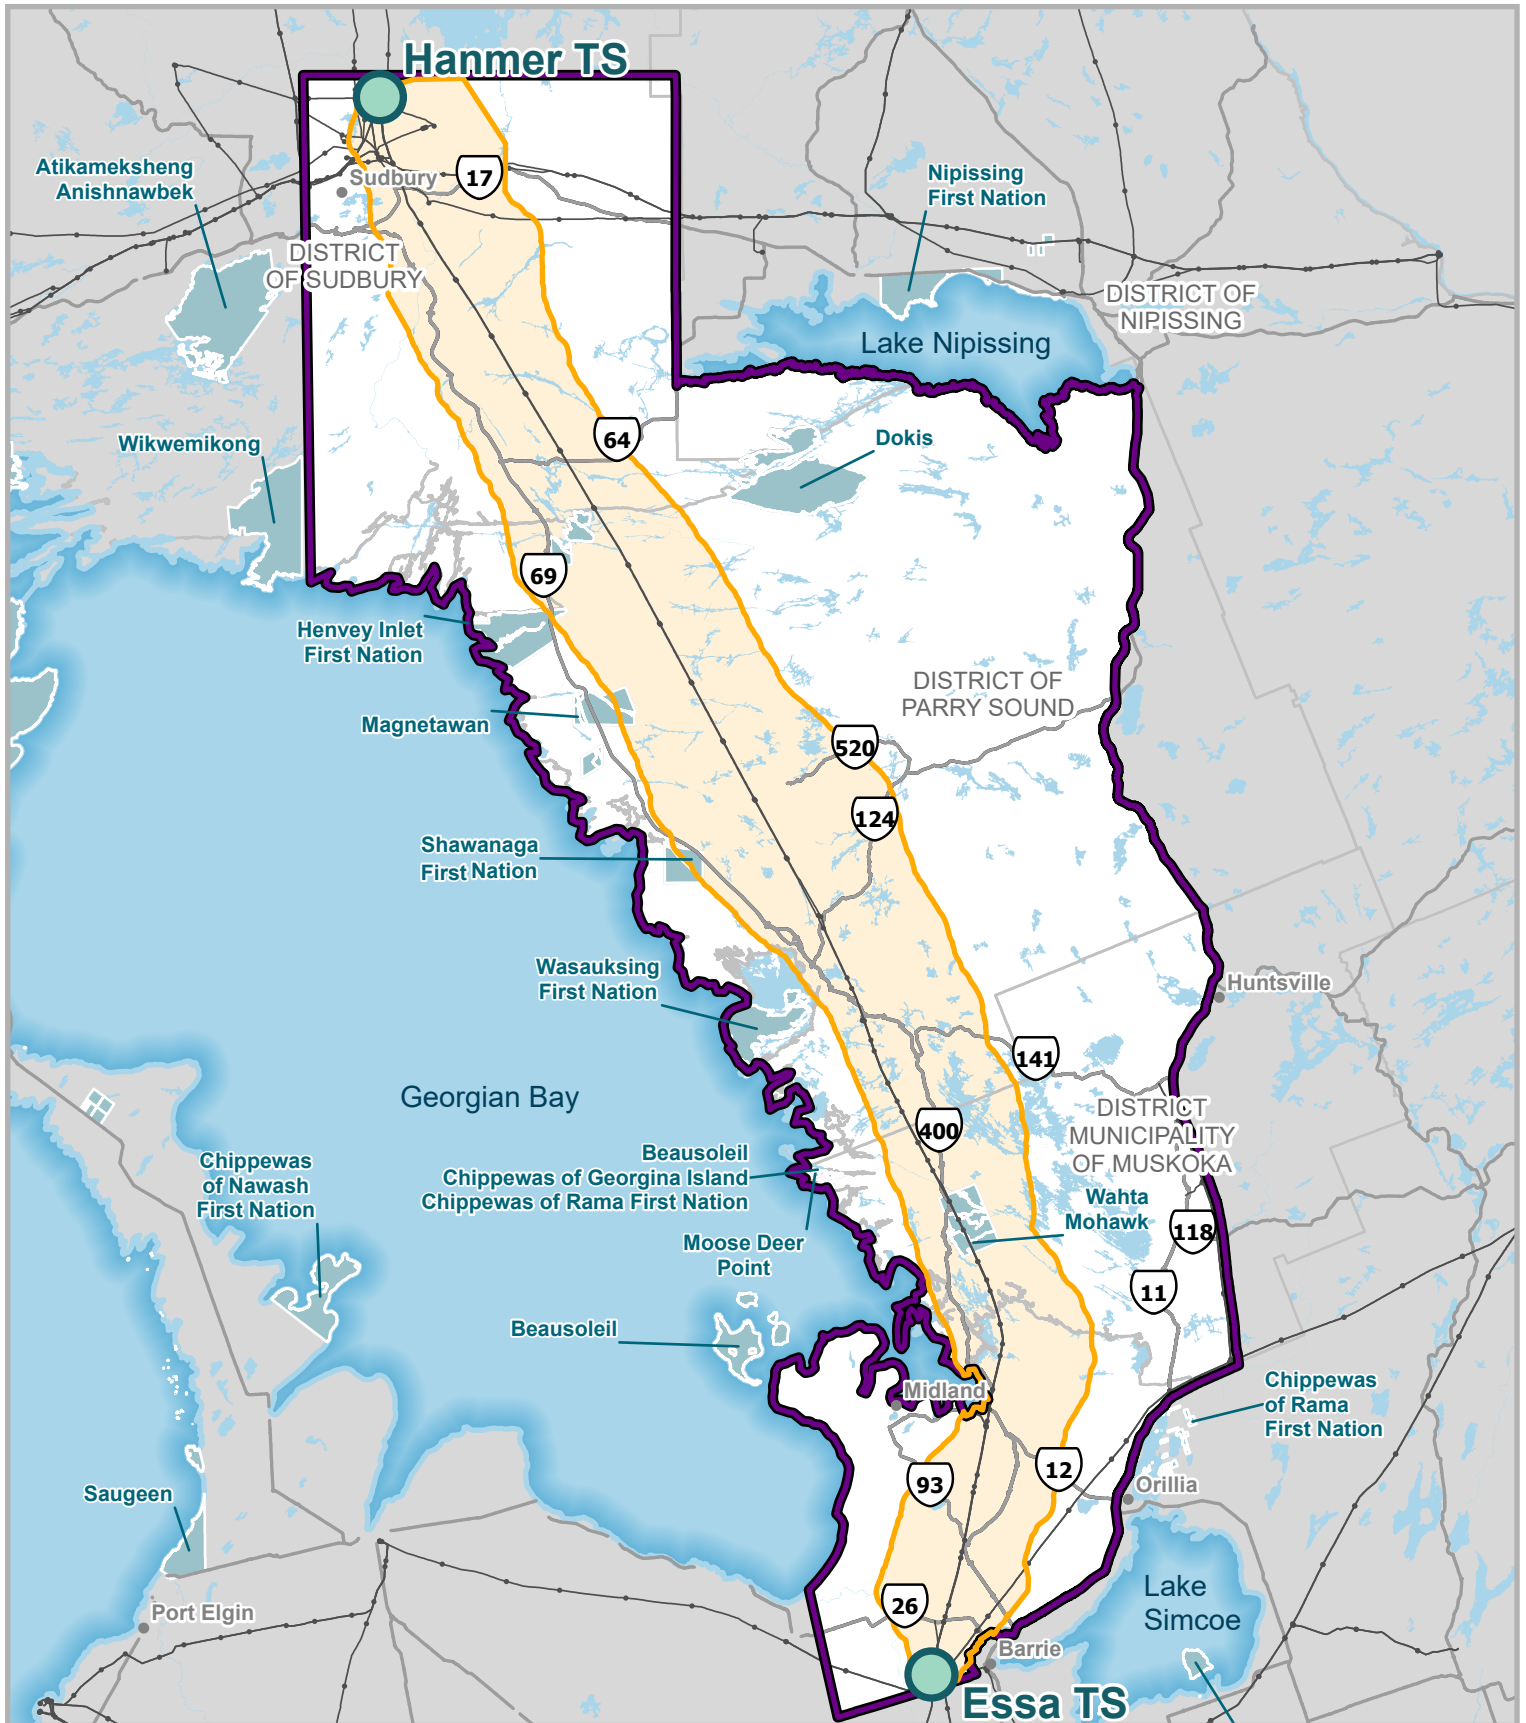 Hanmer TS
Atikameksheng
Anishnawbek
Sudbury
17
Nipissing
First Nation
DISTRICT
OF SUDBURY
DISTRICT OF
NIPISSING
Lake Nipissing
Wikwemikong
64
Dokis
69
Henvey Inlet
First Nation
DISTRICT OF
PARRY SOUND
Magnetawan
520
124
Shawanaga
First Nation
Wasauksing
First Nation
Huntsville
141
Georgian Bay
400
DISTRICT
MUNICIPALITY
OF MUSKOKA
Beausoleil
Chippewas of Georgina Island
Chippewas of Rama First Nation
Chippewas
of Nawash
First Nation
Wahta
Mohawk
118
Moose Deer
Point
11
Beausoleil
Midland
Chippewas
of Rama
First Nation
93
12
Orillia
Saugeen
26
Lake
Simcoe
Port Elgin
Barrie
Essa TS